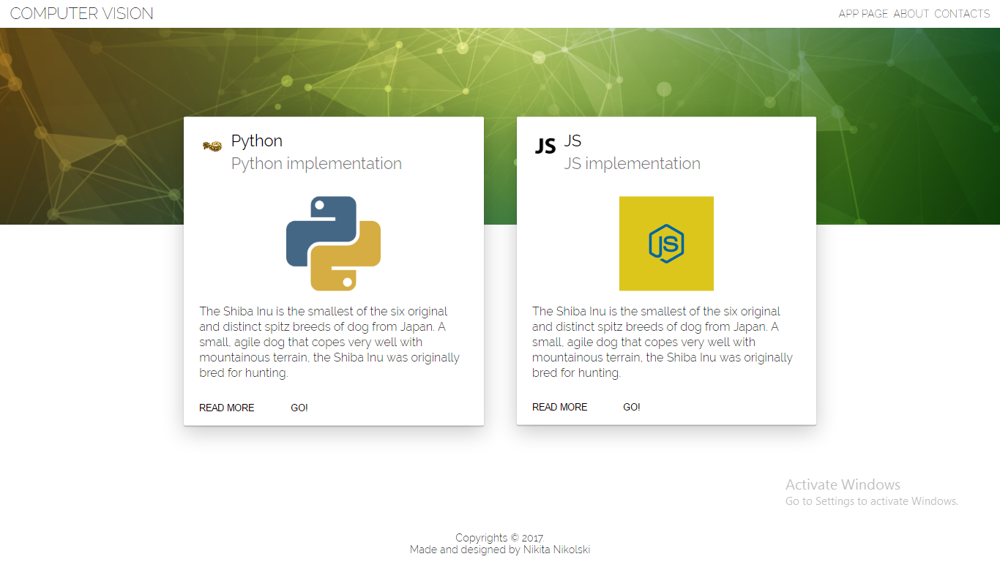 COMPUTER VISION
APP PAGE ABOUT CONTACTS
Python
Python implementation
The Shiba Inu is the smallest of the six original
and distinct spitz breeds of dog from Japan. A
small, agile dog that copes very well with
mountainous terrain, the Shiba Inu was originally
bred for hunting.
READ MORE GO!
JS
JS
JS implementation
JS
The Shiba Inu is the smallest of the six original
and distinct spitz breeds of dog from Japan. A
small, agile dog that copes very well with
mountainous terrain, the Shiba Inu was originally
bred for hunting.
READ MORE GO!
Activate Windows
Go to Settings to activate Windows.
Copyrights © 2017.
Made and designed by Nikita Nikolski